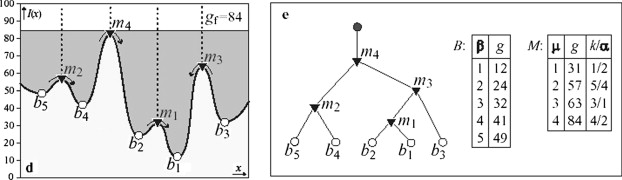 100
90
80
70
60
50
40
30
20
10
0
I(x)
gf=84
m4
m2
m3
m1
b5
b4
b2
b1
b3
d
x
e
m4
m3
m2
m1
b5 b4 b2 b1 b3
B: β g
1 12
2 24
3 32
4 41
5 49
M: μ g k/α
1 31 1/2
2 57 5/4
3 63 3/1
4 84 4/2